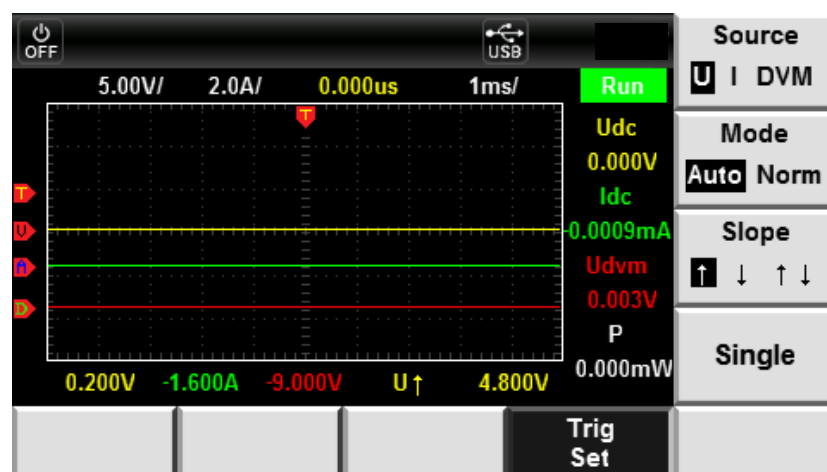 OFF USB
5.00V/ 2.0A/ 0.000us 1ms/ Run
T
T
V
A
D
Udc
0.000V
Idc
-0.0009mA
Udvm
0.003V
P
0.000mW
0.200V -1.600A -9.000V U↑ 4.800V
Source
U I DVM
Mode
Auto Norm
Slope
↑ ↓ ↑↓
Single
Trig
Set